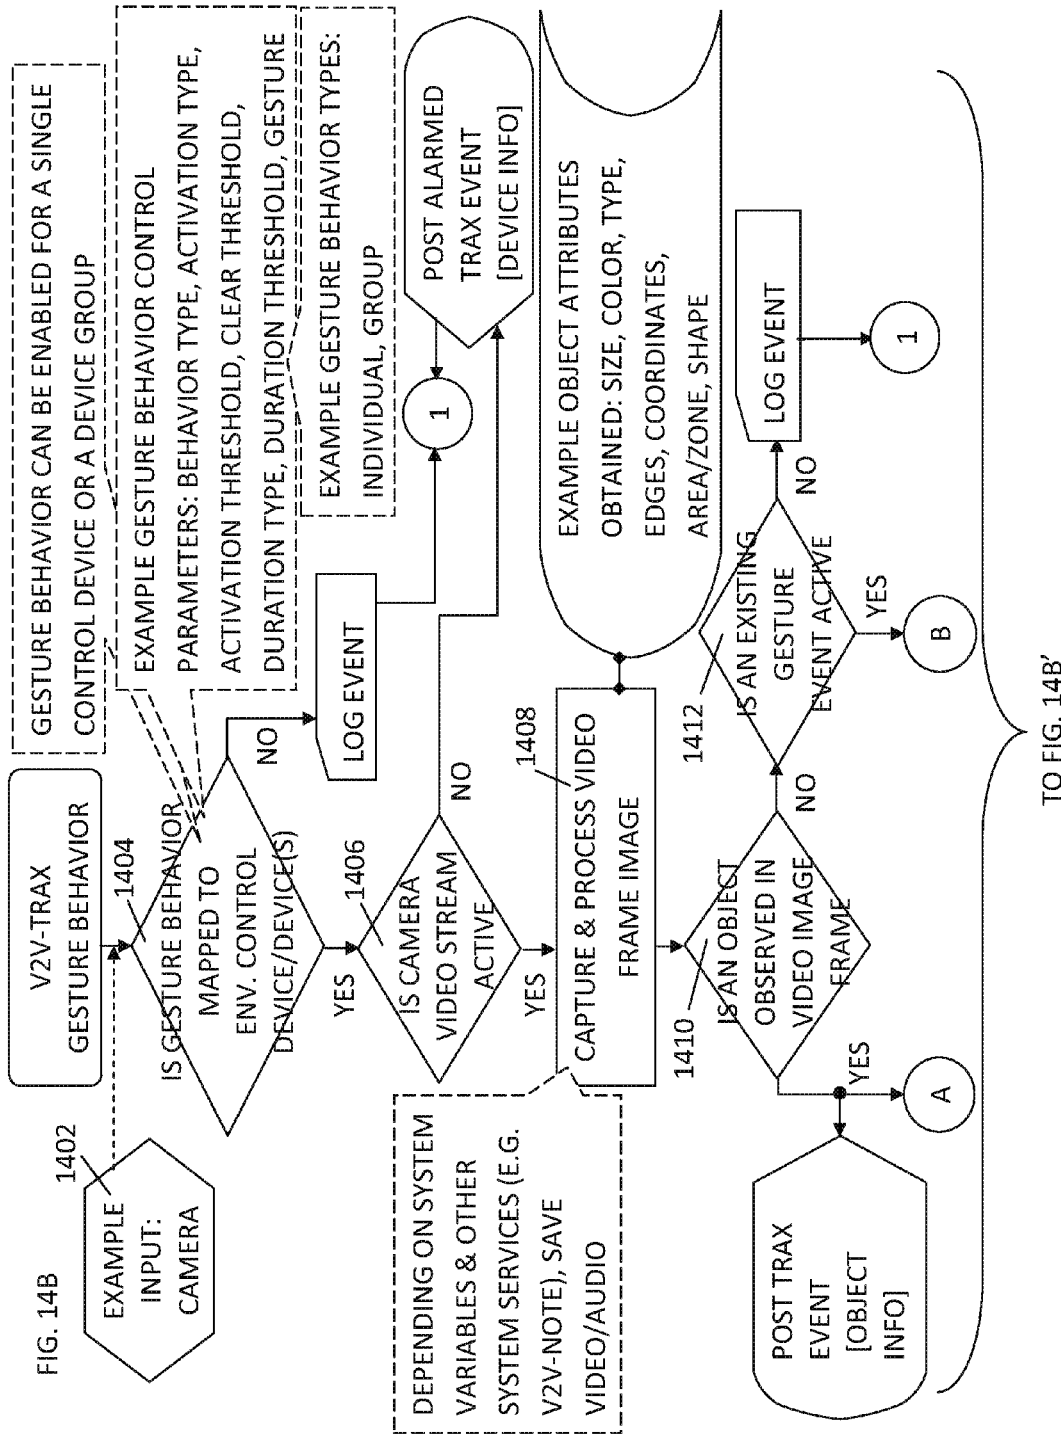 FIG. 14B
V2V-TRAX
GESTURE BEHAVIOR
GESTURE BEHAVIOR CAN BE ENABLED FOR A SINGLE
CONTROL DEVICE OR A DEVICE GROUP
1402
EXAMPLE
INPUT:
CAMERA
1404
IS GESTURE BEHAVIOR
MAPPED TO
ENV. CONTROL
DEVICE/DEVICE(S)
EXAMPLE GESTURE BEHAVIOR CONTROL
PARAMETERS: BEHAVIOR TYPE, ACTIVATION TYPE,
ACTIVATION THRESHOLD, CLEAR THRESHOLD,
DURATION TYPE, DURATION THRESHOLD, GESTURE
EXAMPLE GESTURE BEHAVIOR TYPES:
INDIVIDUAL, GROUP
NO
LOG EVENT
1
YES
1406
IS CAMERA
VIDEO STREAM
ACTIVE
NO
POST ALARMED
TRAX EVENT
[DEVICE INFO]
YES
DEPENDING ON SYSTEM
VARIABLES & OTHER
SYSTEM SERVICES (E.G.
V2V-NOTE), SAVE
VIDEO/AUDIO
1408
CAPTURE & PROCESS VIDEO
FRAME IMAGE
EXAMPLE OBJECT ATTRIBUTES
OBTAINED: SIZE, COLOR, TYPE,
EDGES, COORDINATES,
AREA/ZONE, SHAPE
1410
IS AN OBJECT
OBSERVED IN
VIDEO IMAGE
FRAME
NO
1412
IS AN EXISTING
GESTURE
EVENT ACTIVE
NO
LOG EVENT
1
YES
B
YES
A
POST TRAX
EVENT
[OBJECT
INFO]
TO FIG. 14B'